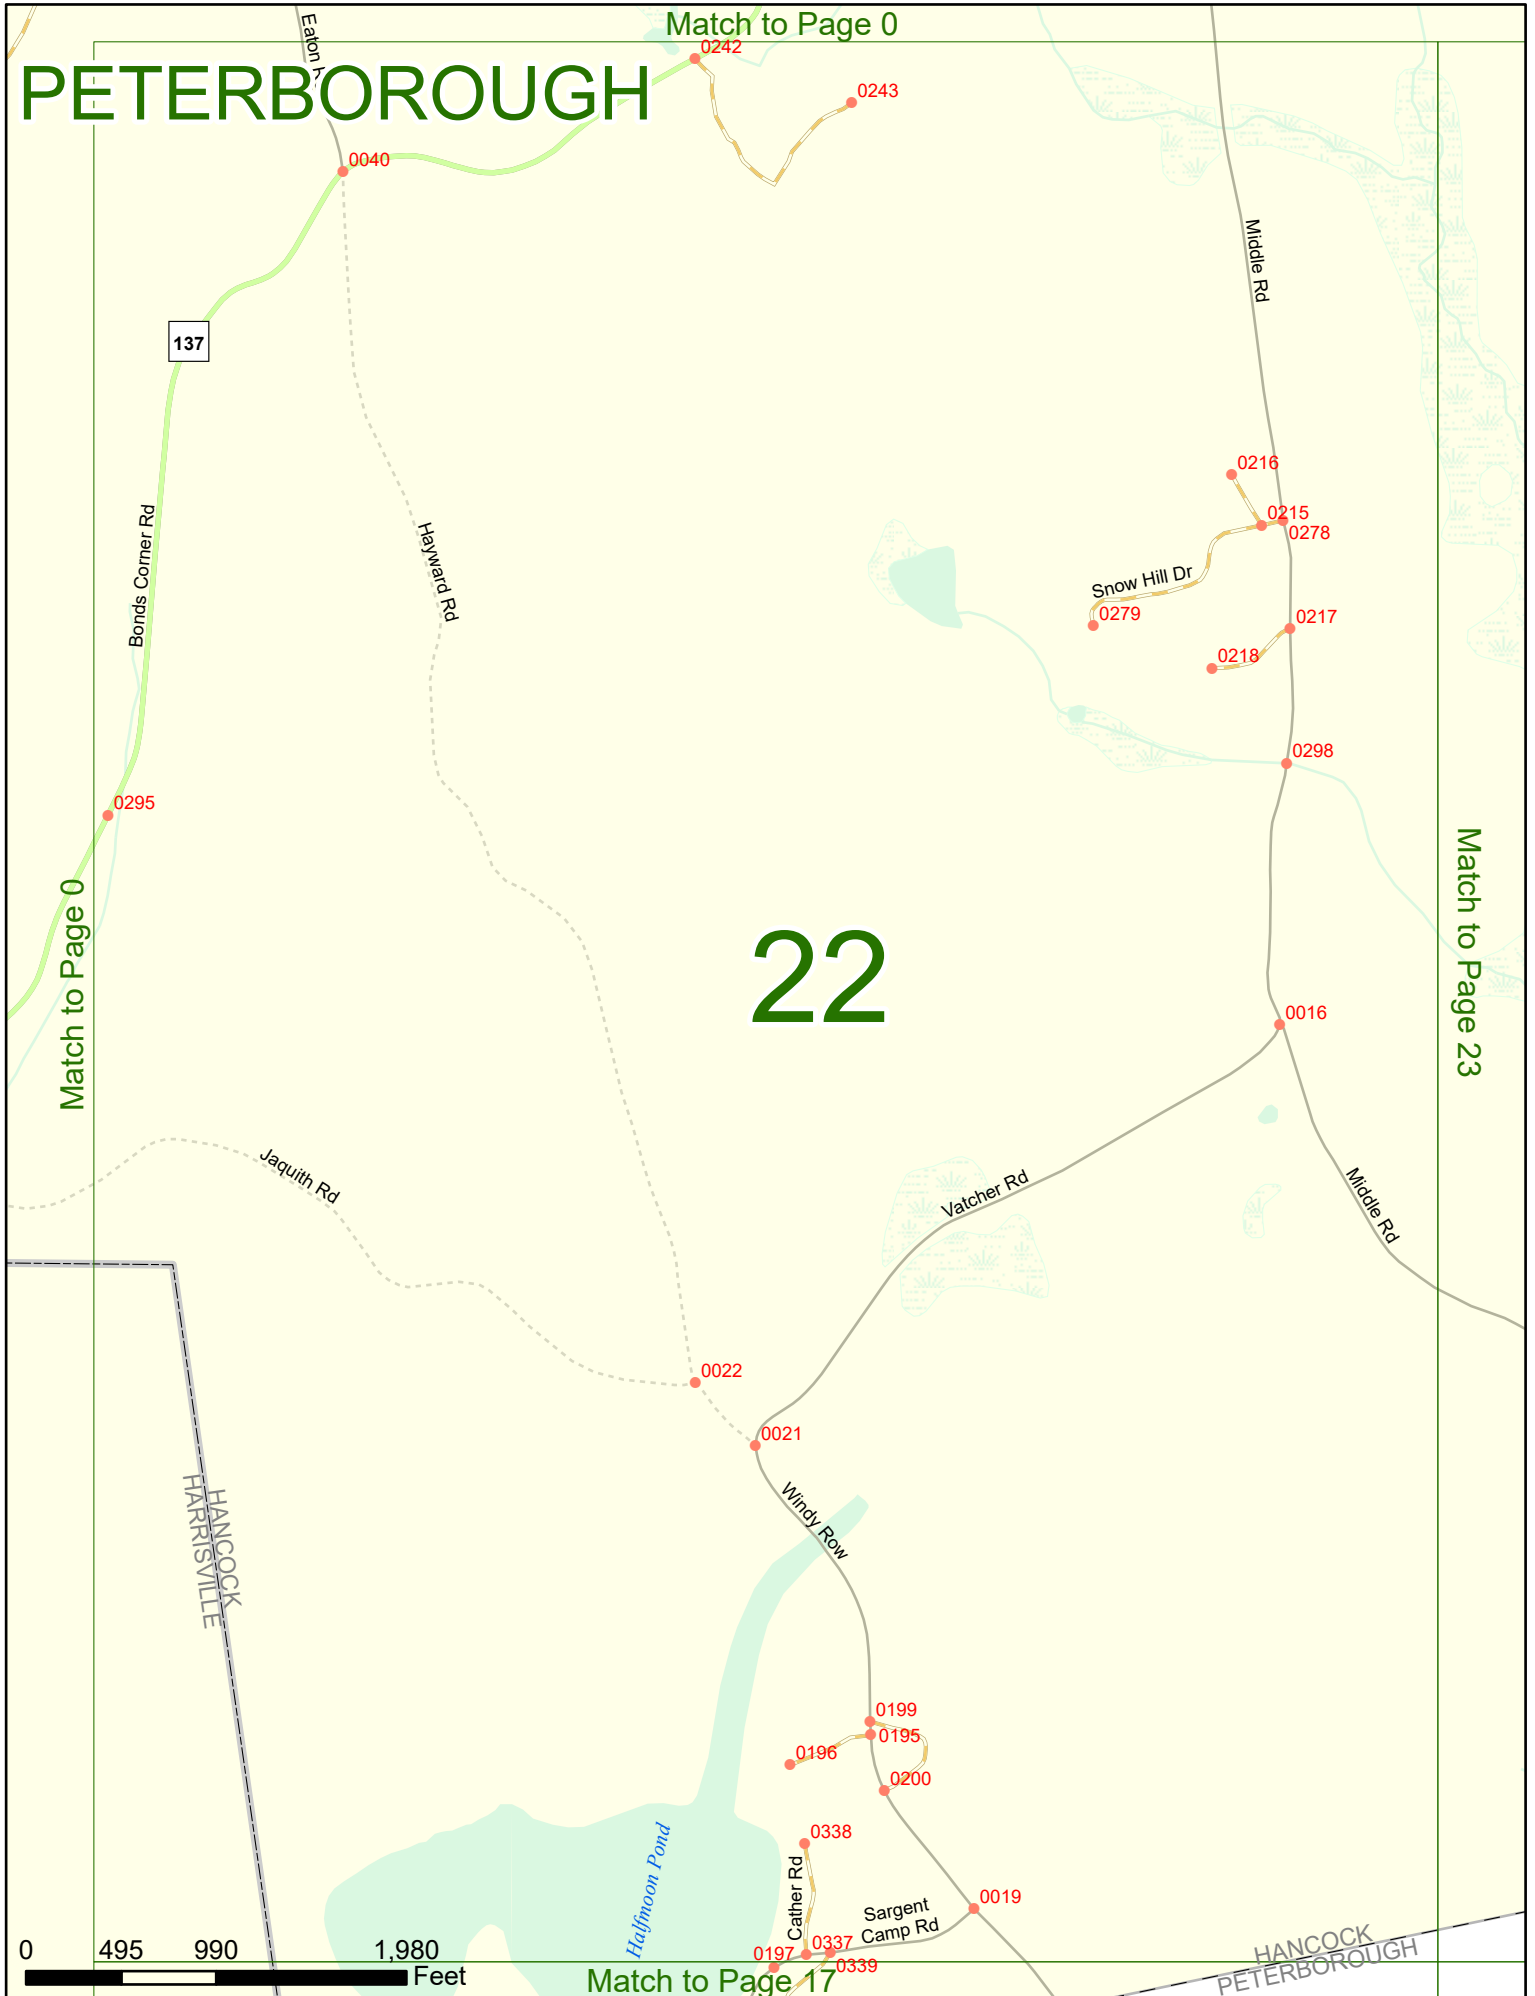 Match to Page 0
Eaton
PETERBOROUGH
0242
0243
0040
Middle Rd
137
0216
0215
0278
Bonds Corner Rd
Hayward Rd
Snow Hill Dr
0279
0217
0218
0298
0295
Match to Page 0
Match to Page 23
22
0016
Jaquith Rd
Vatcher Rd
Middle Rd
0022
0021
Windy Row
HANCOCK
HARRISVILLE
0199
0195
0196
0200
0338
Halfmoon Pond
Cather Rd
Sargent
Camp Rd
0019
0337
0197
0339
HANCOCK
PETERBOROUGH
0 495 990 1,980
Feet
Match to Page 17